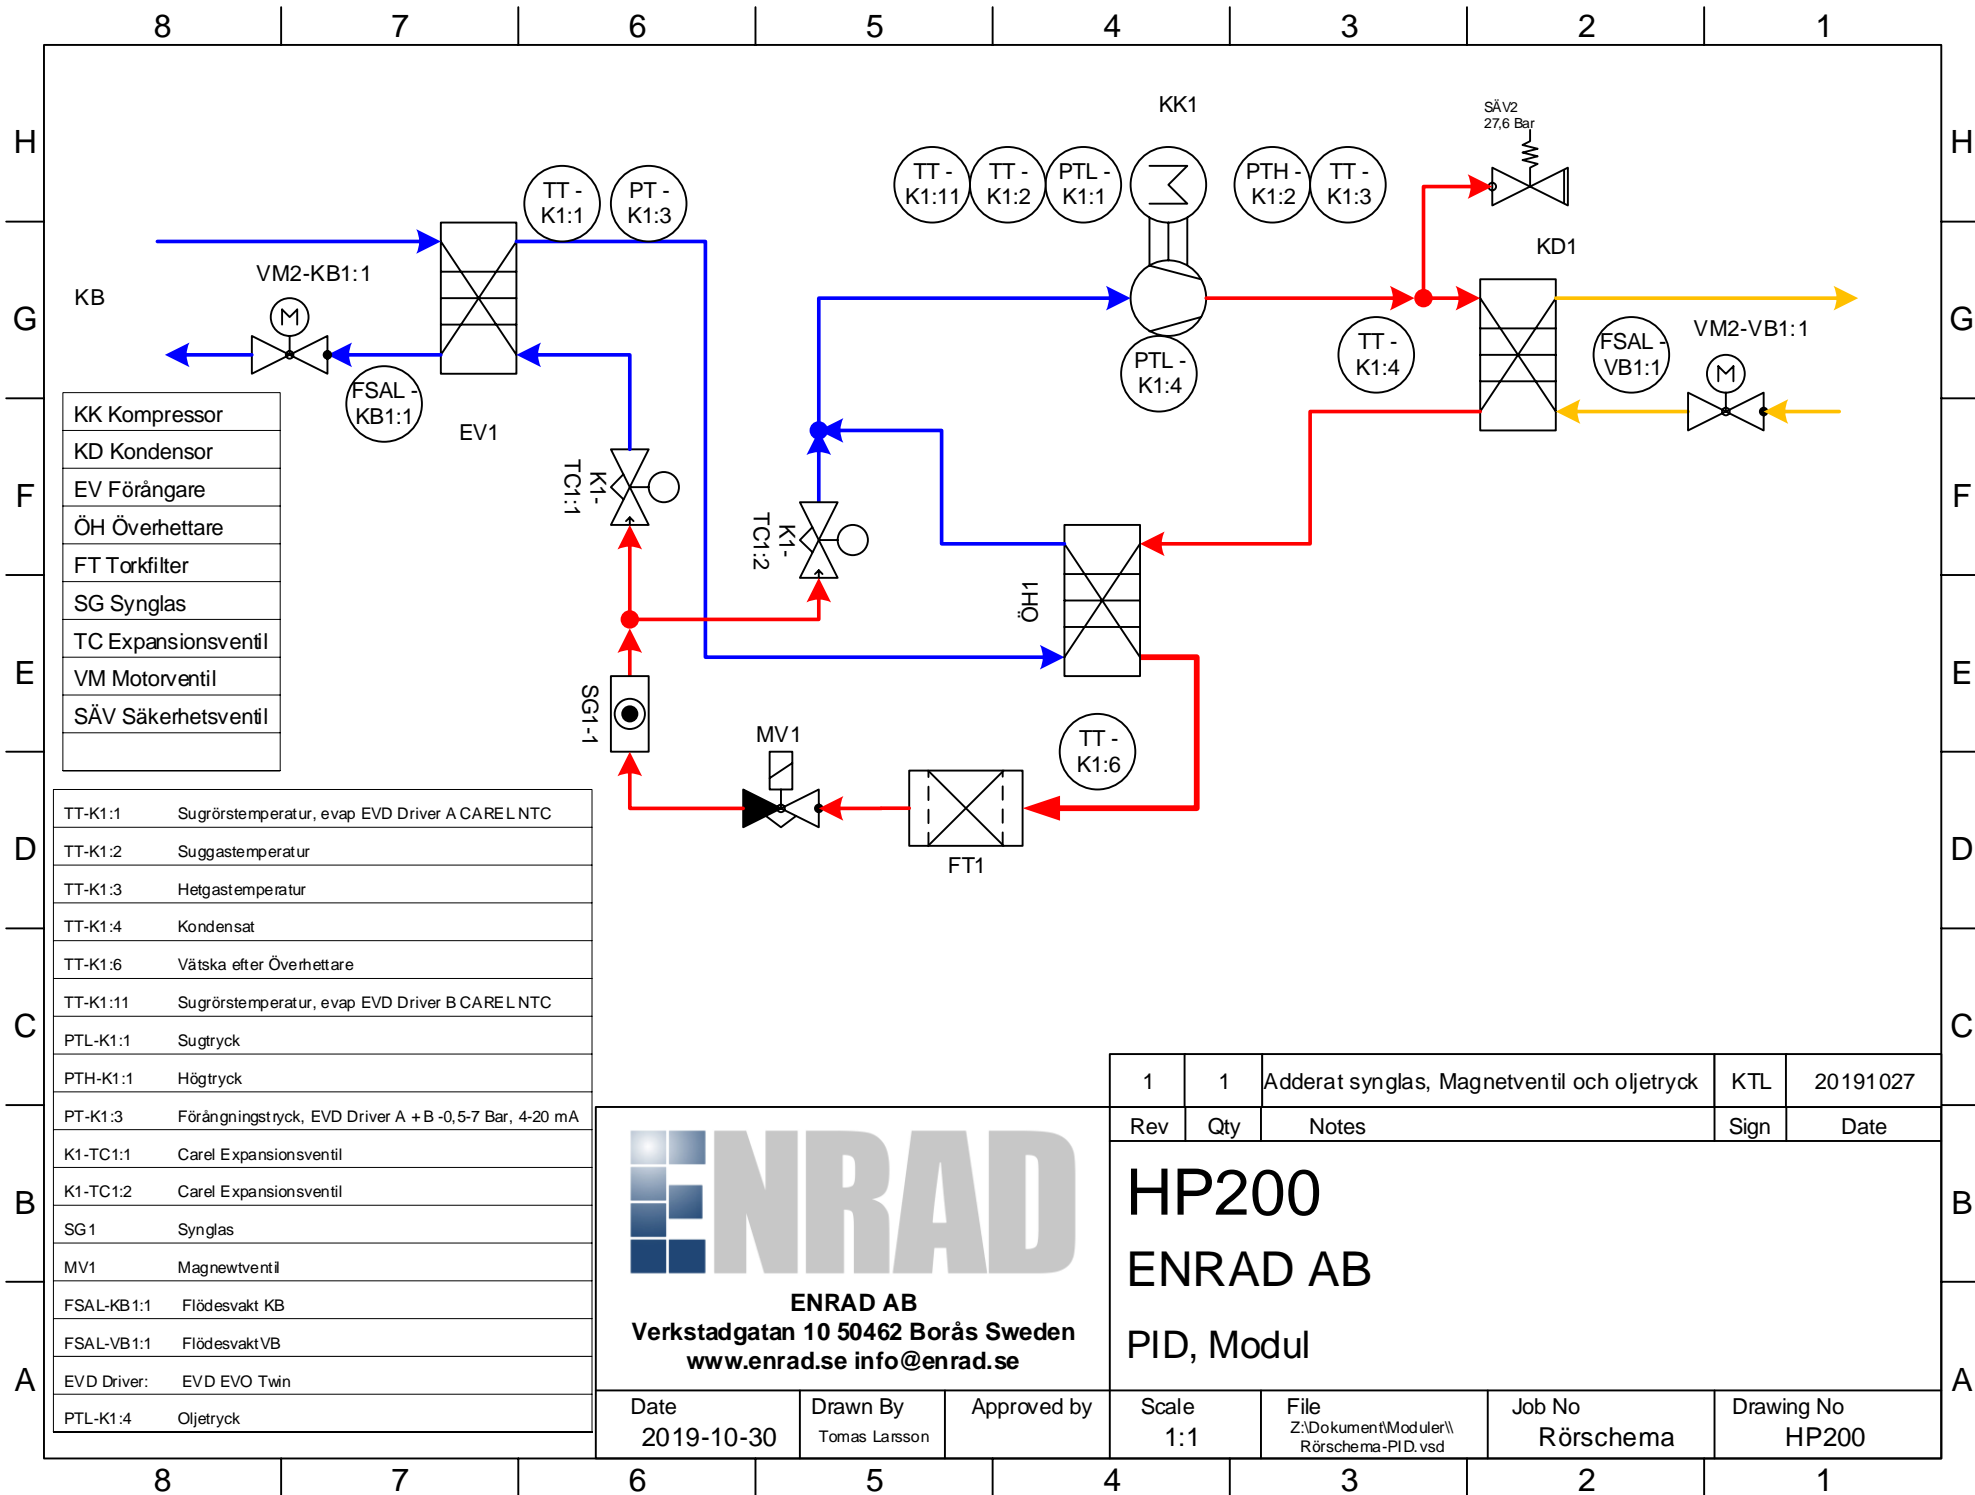 8 7 6 5 4 3 2 1
H H
G G
F F
E E
D D
C C
B B
A A
KK1
SÄV2
27,6 Bar
TT -
K1:1
PT -
K1:3
TT -
K1:11
TT -
K1:2
PTL -
K1:1
PTH -
K1:2
TT -
K1:3
KD1
KB
VM2-KB1:1
M
FSAL -
KB1:1
EV1
PTL -
K1:4
TT -
K1:4
FSAL -
VB1:1
VM2-VB1:1
M
K1-
TC1:1
K1-
TC1:2
ÖH1
SG1-1
MV1
TT -
K1:6
FT1
KK Kompressor
KD Kondensor
EV Förångare
ÖH Överhettare
FT Torkfilter
SG Synglas
TC Expansionsventil
VM Motorventil
SÄV Säkerhetsventil
TT-K1:1 Sugrörstemperatur, evap EVD Driver A CAREL NTC
TT-K1:2 Suggastemperatur
TT-K1:3 Hetgastemperatur
TT-K1:4 Kondensat
TT-K1:6 Vätska efter Överhettare
TT-K1:11 Sugrörstemperatur, evap EVD Driver B CAREL NTC
PTL-K1:1 Sugtryck
PTH-K1:1 Högtryck
PT-K1:3 Förångningstryck, EVD Driver A + B -0,5-7 Bar, 4-20 mA
K1-TC1:1 Carel Expansionsventil
K1-TC1:2 Carel Expansionsventil
SG1 Synglas
MV1 Magnewtventil
FSAL-KB1:1 Flödesvakt KB
FSAL-VB1:1 Flödesvakt VB
EVD Driver: EVD EVO Twin
PTL-K1:4 Oljetryck
ENRAD
ENRAD AB
Verkstadgatan 10 50462 Borås Sweden
www.enrad.se info@enrad.se
1 1 Adderat synglas, Magnetventil och oljetryck KTL 20191027
Rev Qty Notes Sign Date
HP200
ENRAD AB
PID, Modul
Date
2019-10-30
Drawn By
Tomas Larsson
Approved by
Scale
1:1
File
Z:\Dokument\Moduler\\
Rörschema-PID.vsd
Job No
Rörschema
Drawing No
HP200
8 7 6 5 4 3 2 1